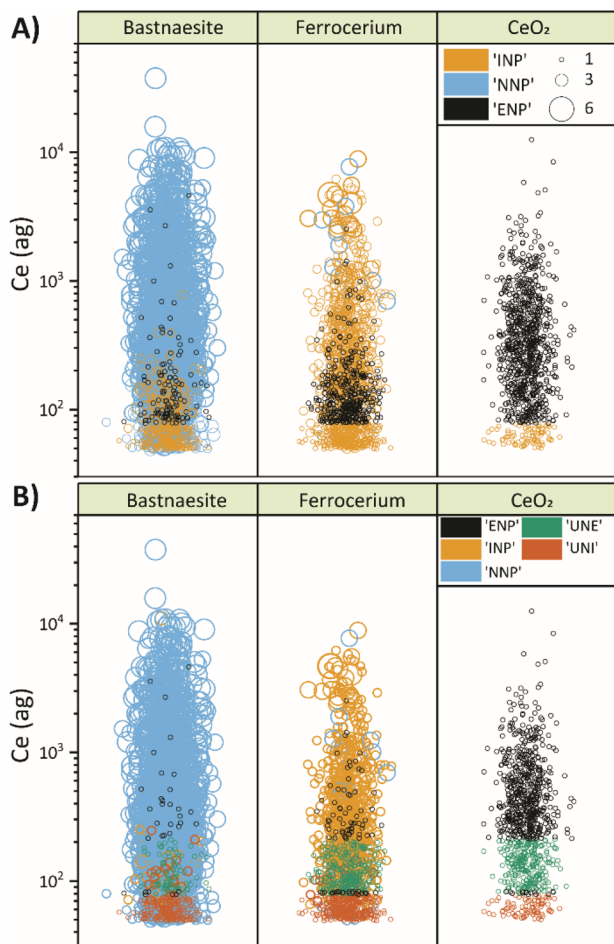 A)
Bastnaesite Ferrocerium CeO₂
'INP' 1
'NNP' 3
'ENP' 6
10⁴
10³
10²
Ce (ag)
B)
Bastnaesite Ferrocerium CeO₂
'ENP' 'UNE'
'INP' 'UNI'
'NNP'
10⁴
10³
10²
Ce (ag)